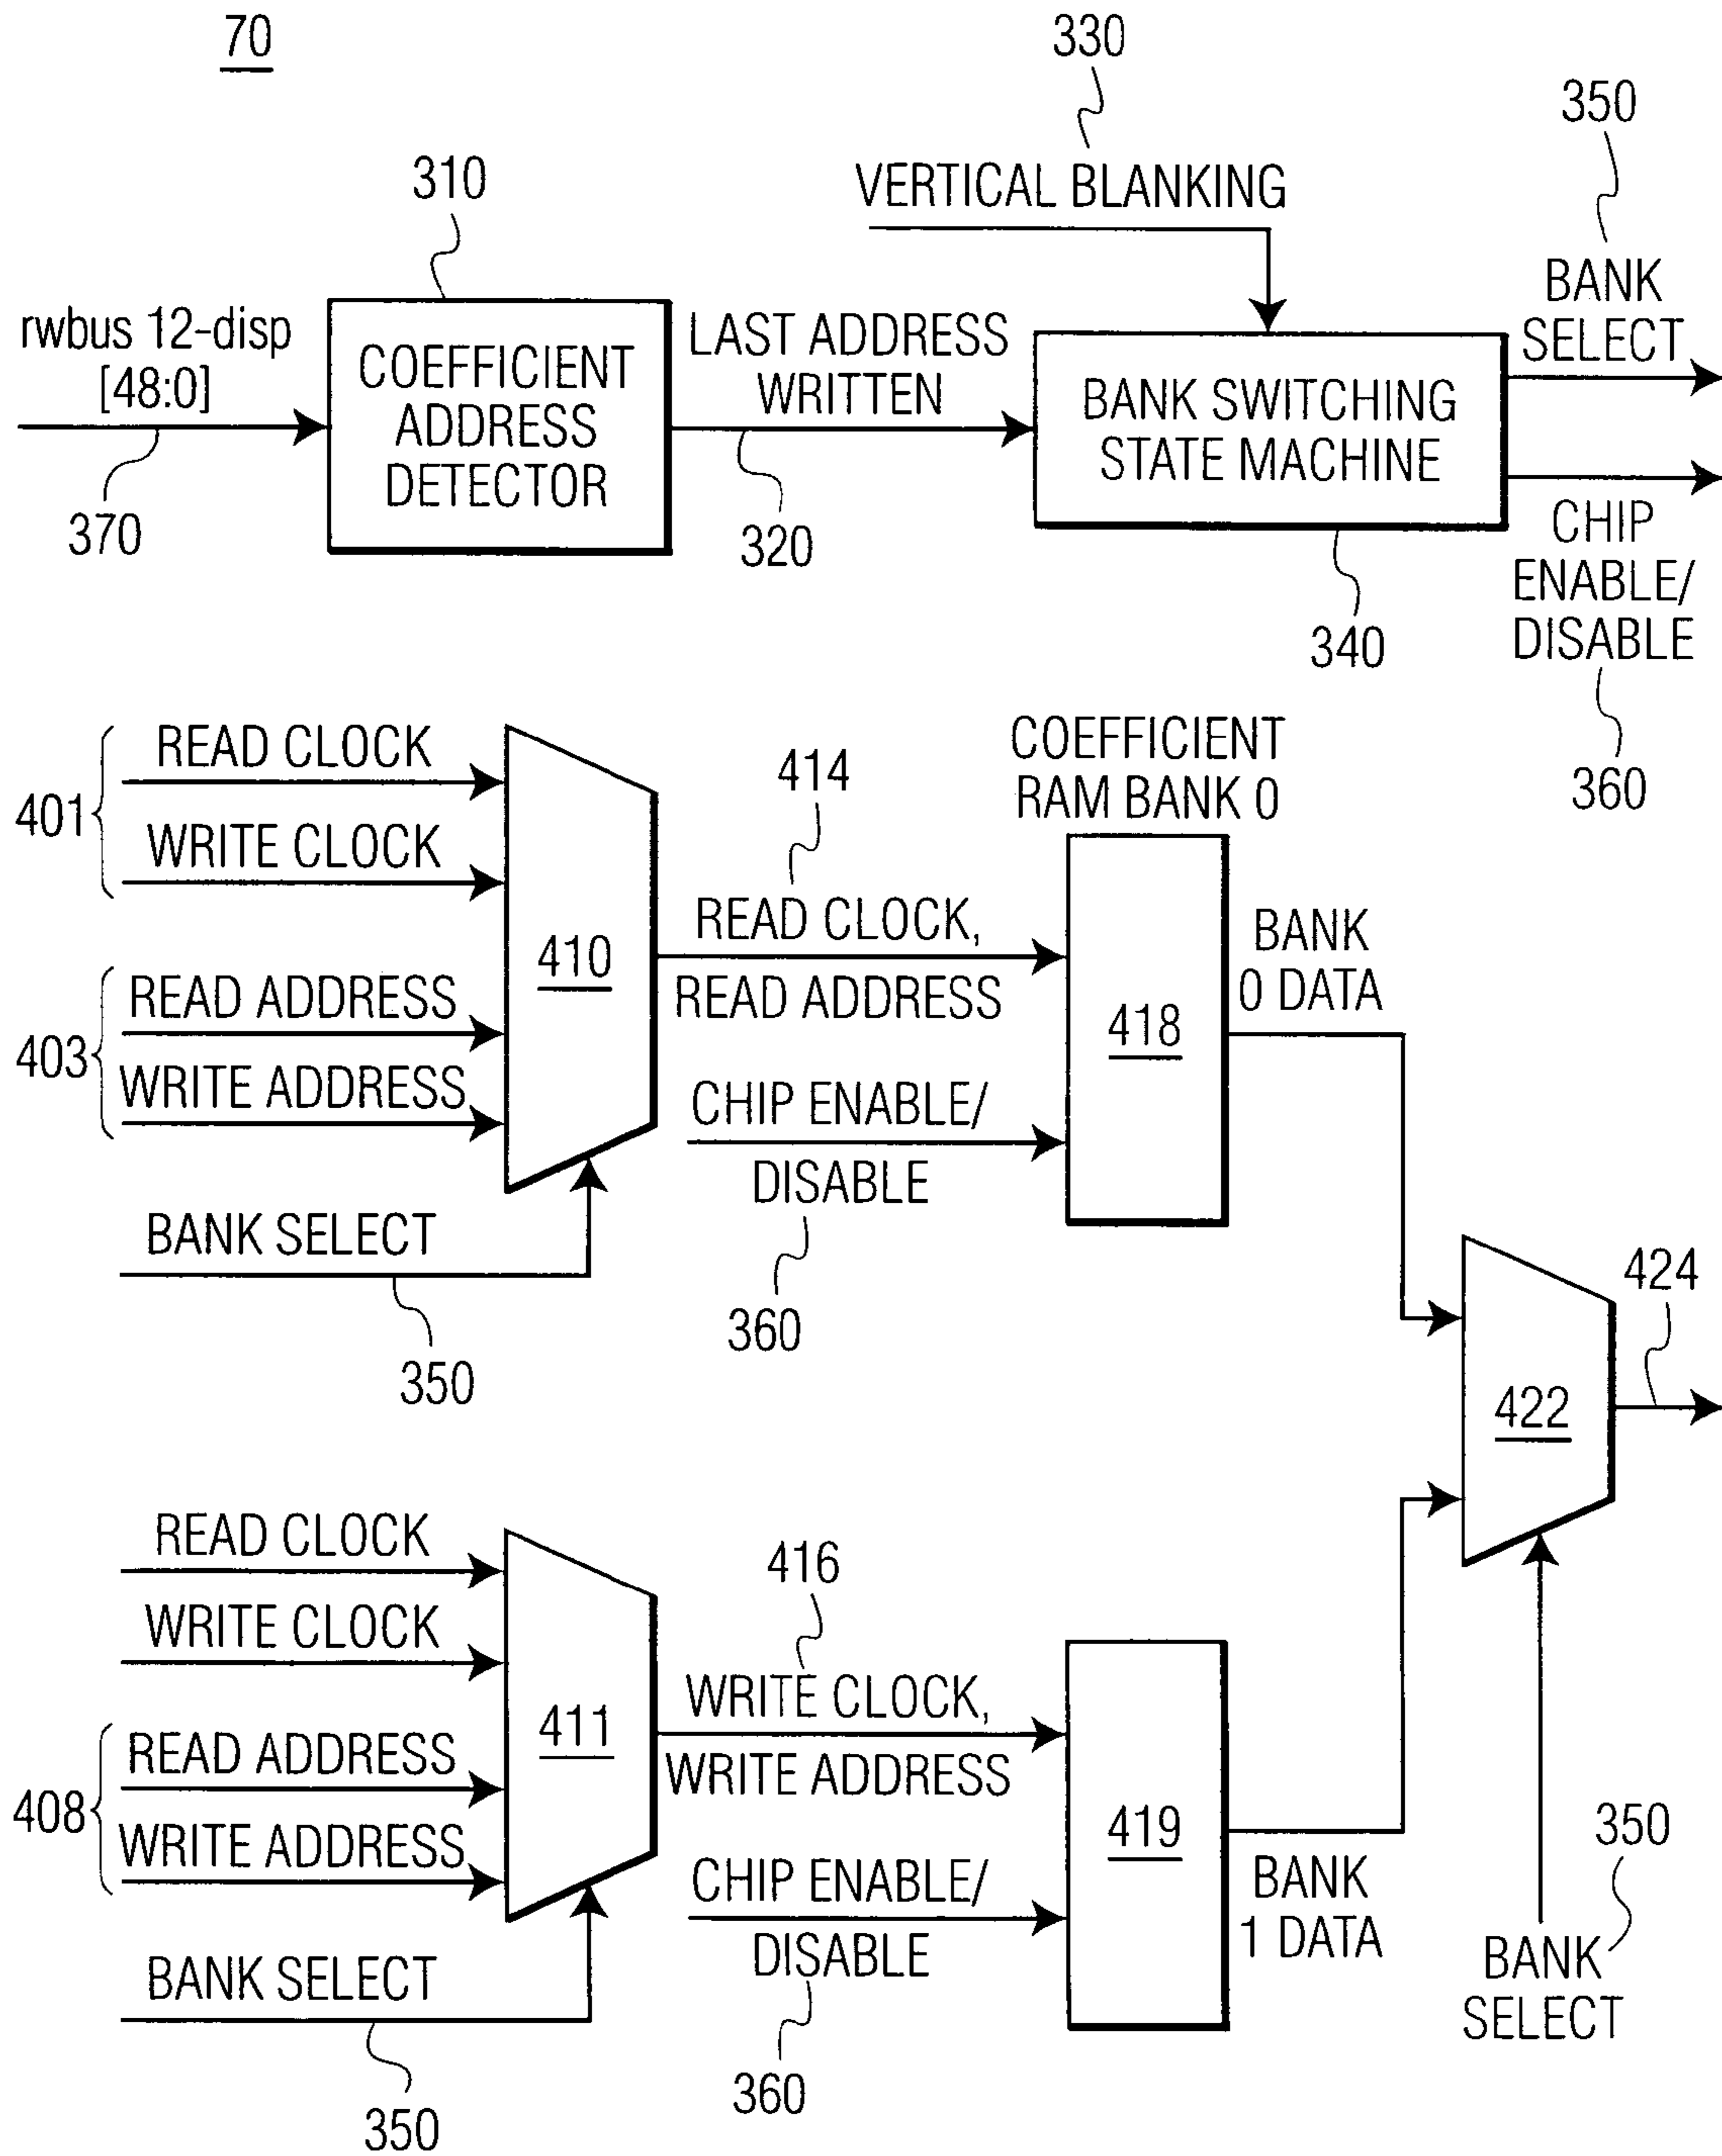 70
330
350
310
VERTICAL BLANKING
BANK
SELECT
rwbus 12-disp
[48:0]
COEFFICIENT
ADDRESS
DETECTOR
LAST ADDRESS
WRITTEN
BANK SWITCHING
STATE MACHINE
370
320
340
CHIP
ENABLE/
DISABLE
360
401
READ CLOCK
WRITE CLOCK
403
READ ADDRESS
WRITE ADDRESS
410
BANK SELECT
350
414
READ CLOCK,
READ ADDRESS
CHIP ENABLE/
DISABLE
360
COEFFICIENT
RAM BANK 0
418
BANK
0 DATA
422
424
READ CLOCK
WRITE CLOCK
408
READ ADDRESS
WRITE ADDRESS
411
BANK SELECT
350
416
WRITE CLOCK,
WRITE ADDRESS
CHIP ENABLE/
DISABLE
360
419
BANK
1 DATA
350
BANK
SELECT